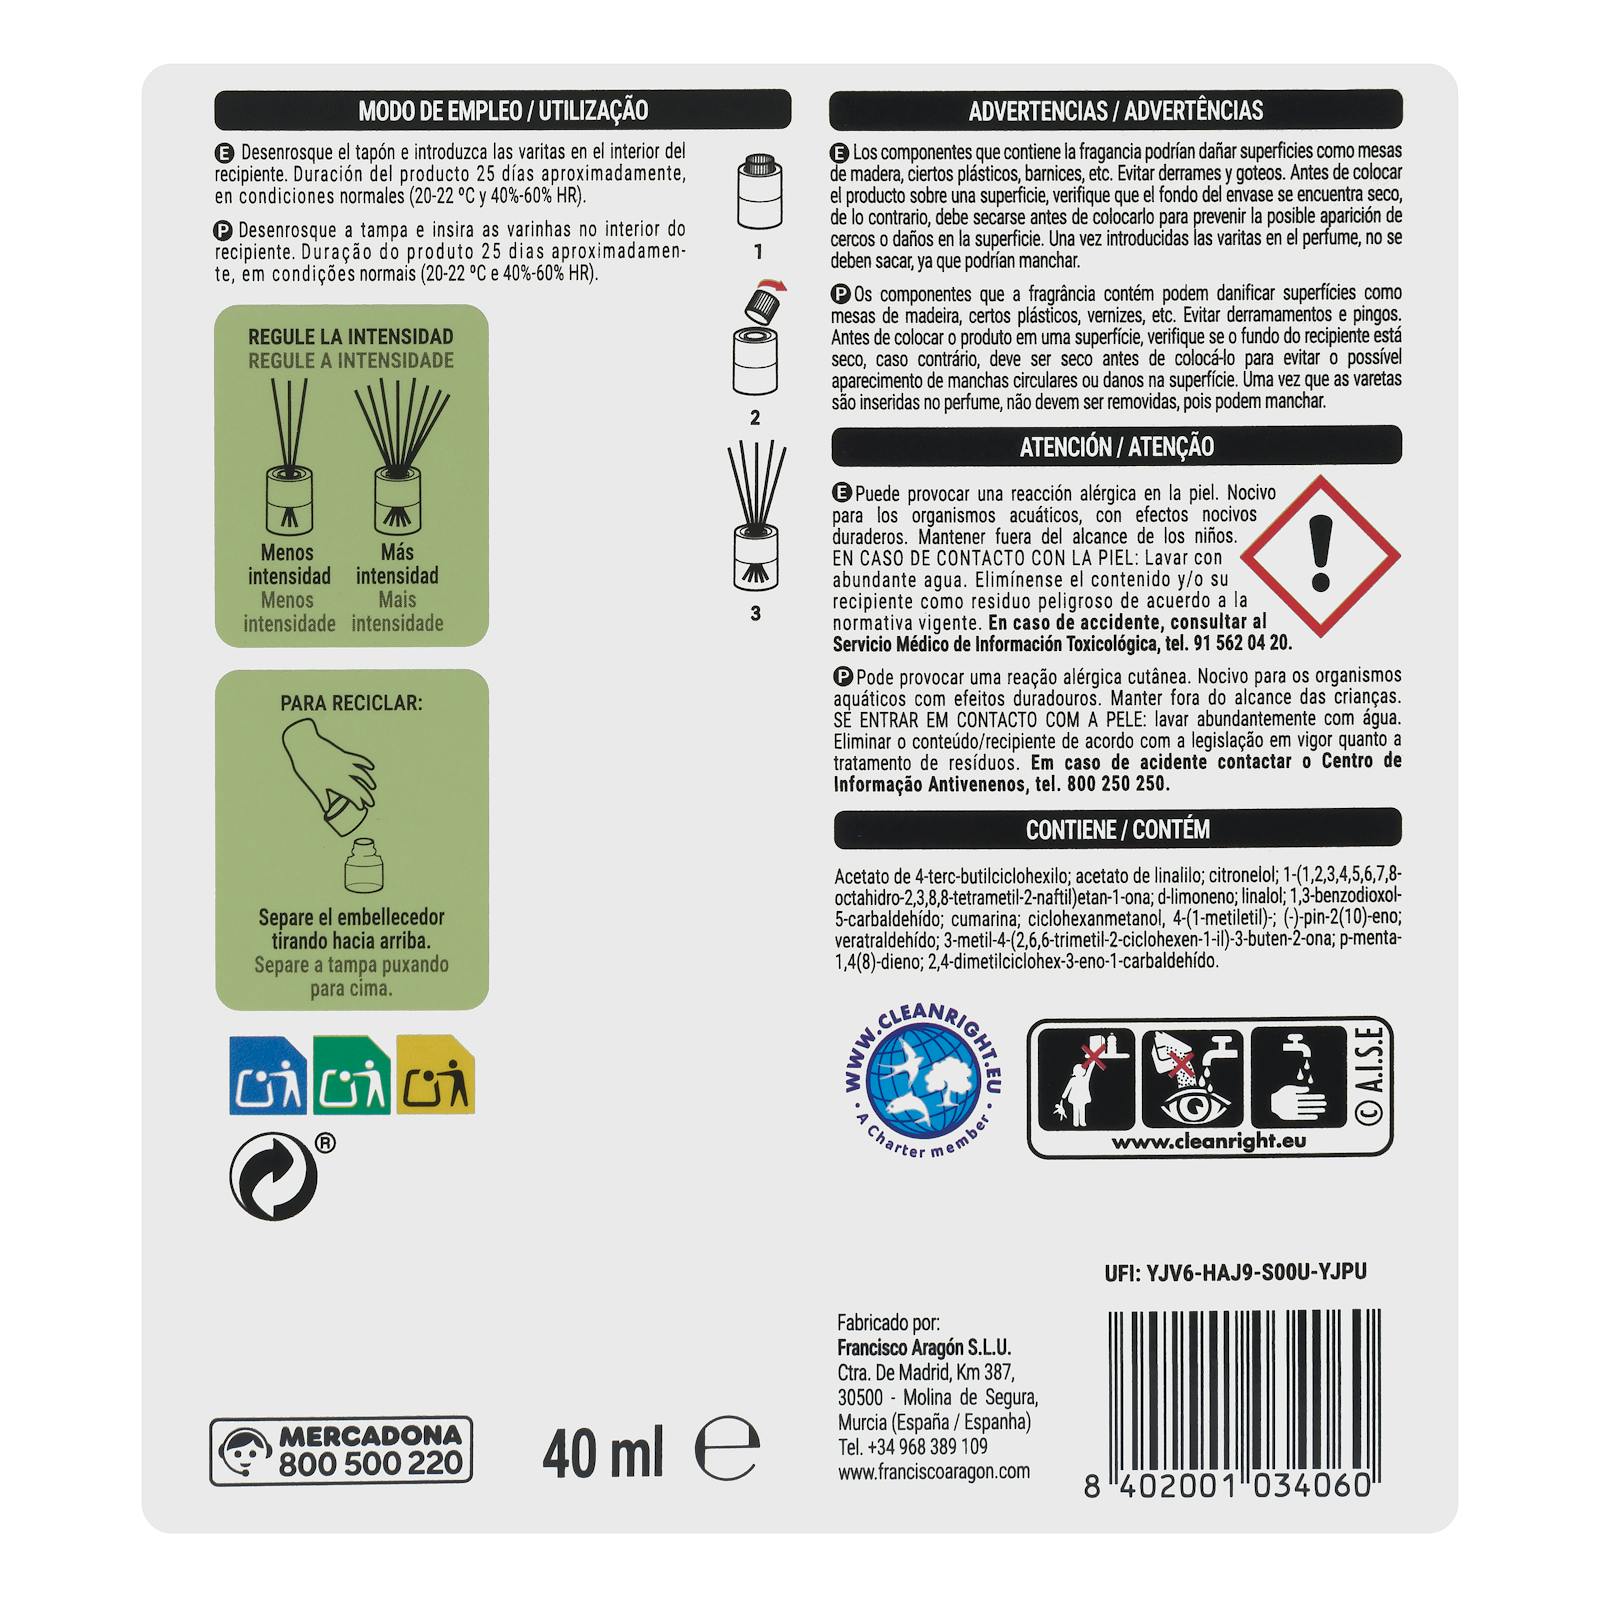 MODO DE EMPLEO / UTILIZAÇÃO
E Desenrosque el tapón e introduzca las varitas en el interior del
recipiente. Duración del producto 25 días aproximadamente,
en condiciones normales (20-22 ºC y 40%-60% HR).
P Desenrosque a tampa e insira as varinhas no interior do
recipiente. Duração do produto 25 dias aproximadamen-
te, em condições normais (20-22 ºC e 40%-60% HR).
1
2
3
REGULE LA INTENSIDAD
REGULE A INTENSIDADE
Menos
intensidad
Menos
intensidade
Más
intensidad
Mais
intensidade
PARA RECICLAR:
Separe el embellecedor
tirando hacia arriba.
Separe a tampa puxando
para cima.
®
MERCADONA
800 500 220
40 ml e
ADVERTENCIAS / ADVERTÊNCIAS
E Los componentes que contiene la fragancia podrían dañar superficies como mesas
de madera, ciertos plásticos, barnices, etc. Evitar derrames y goteos. Antes de colocar
el producto sobre una superficie, verifique que el fondo del envase se encuentra seco,
de lo contrario, debe secarse antes de colocarlo para prevenir la posible aparición de
cercos o daños en la superficie. Una vez introducidas las varitas en el perfume, no se
deben sacar, ya que podrían manchar.
P Os componentes que a fragrância contém podem danificar superfícies como
mesas de madeira, certos plásticos, vernizes, etc. Evitar derramamentos e pingos.
Antes de colocar o produto em uma superfície, verifique se o fundo do recipiente está
seco, caso contrário, deve ser seco antes de colocá-lo para evitar o possível
aparecimento de manchas circulares ou danos na superfície. Uma vez que as varetas
são inseridas no perfume, não devem ser removidas, pois podem manchar.
ATENCIÓN / ATENÇÃO
E Puede provocar una reacción alérgica en la piel. Nocivo
para los organismos acuáticos, con efectos nocivos
duraderos. Mantener fuera del alcance de los niños.
EN CASO DE CONTACTO CON LA PIEL: Lavar con
abundante agua. Elimínense el contenido y/o su
recipiente como residuo peligroso de acuerdo a la
normativa vigente. En caso de accidente, consultar al
Servicio Médico de Información Toxicológica, tel. 91 562 04 20.
P Pode provocar uma reação alérgica cutânea. Nocivo para os organismos
aquáticos com efeitos duradouros. Manter fora do alcance das crianças.
SE ENTRAR EM CONTACTO COM A PELE: lavar abundantemente com água.
Eliminar o conteúdo/recipiente de acordo com a legislação em vigor quanto a
tratamento de resíduos. Em caso de acidente contactar o Centro de
Informação Antivenenos, tel. 800 250 250.
CONTIENE / CONTÉM
Acetato de 4-terc-butilciclohexilo; acetato de linalilo; citronelol; 1-(1,2,3,4,5,6,7,8-
octahidro-2,3,8,8-tetrametil-2-naftil)etan-1-ona; d-limoneno; linalol; 1,3-benzodioxol-
5-carbaldehído; cumarina; ciclohexanmetanol, 4-(1-metiletil)-; (-)-pin-2(10)-eno;
veratraldehído; 3-metil-4-(2,6,6-trimetil-2-ciclohexen-1-il)-3-buten-2-ona; p-menta-
1,4(8)-dieno; 2,4-dimetilciclohex-3-eno-1-carbaldehído.
WWW.CLEANRIGHT.EU
• A Charter member •
www.cleanright.eu
© A.I.S.E
UFI: YJV6-HAJ9-S00U-YJPU
Fabricado por:
Francisco Aragón S.L.U.
Ctra. De Madrid, Km 387,
30500 - Molina de Segura,
Murcia (España / Espanha)
Tel. +34 968 389 109
www.franciscoaragon.com
8 402001 034060